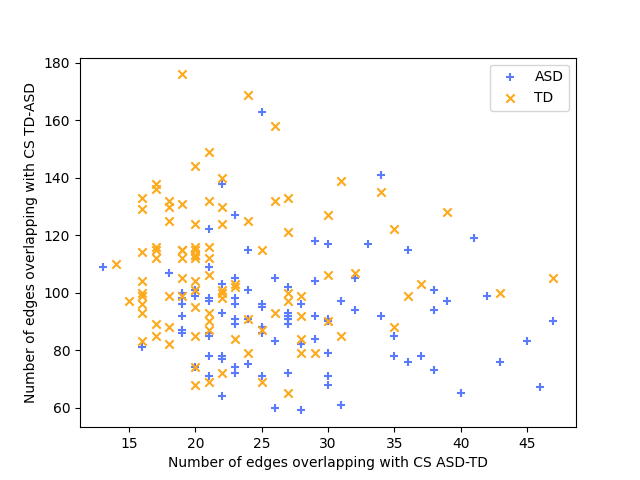 180
160
140
120
100
80
60
Number of edges overlapping with CS TD-ASD
ASD
TD
15 20 25 30 35 40 45
Number of edges overlapping with CS ASD-TD